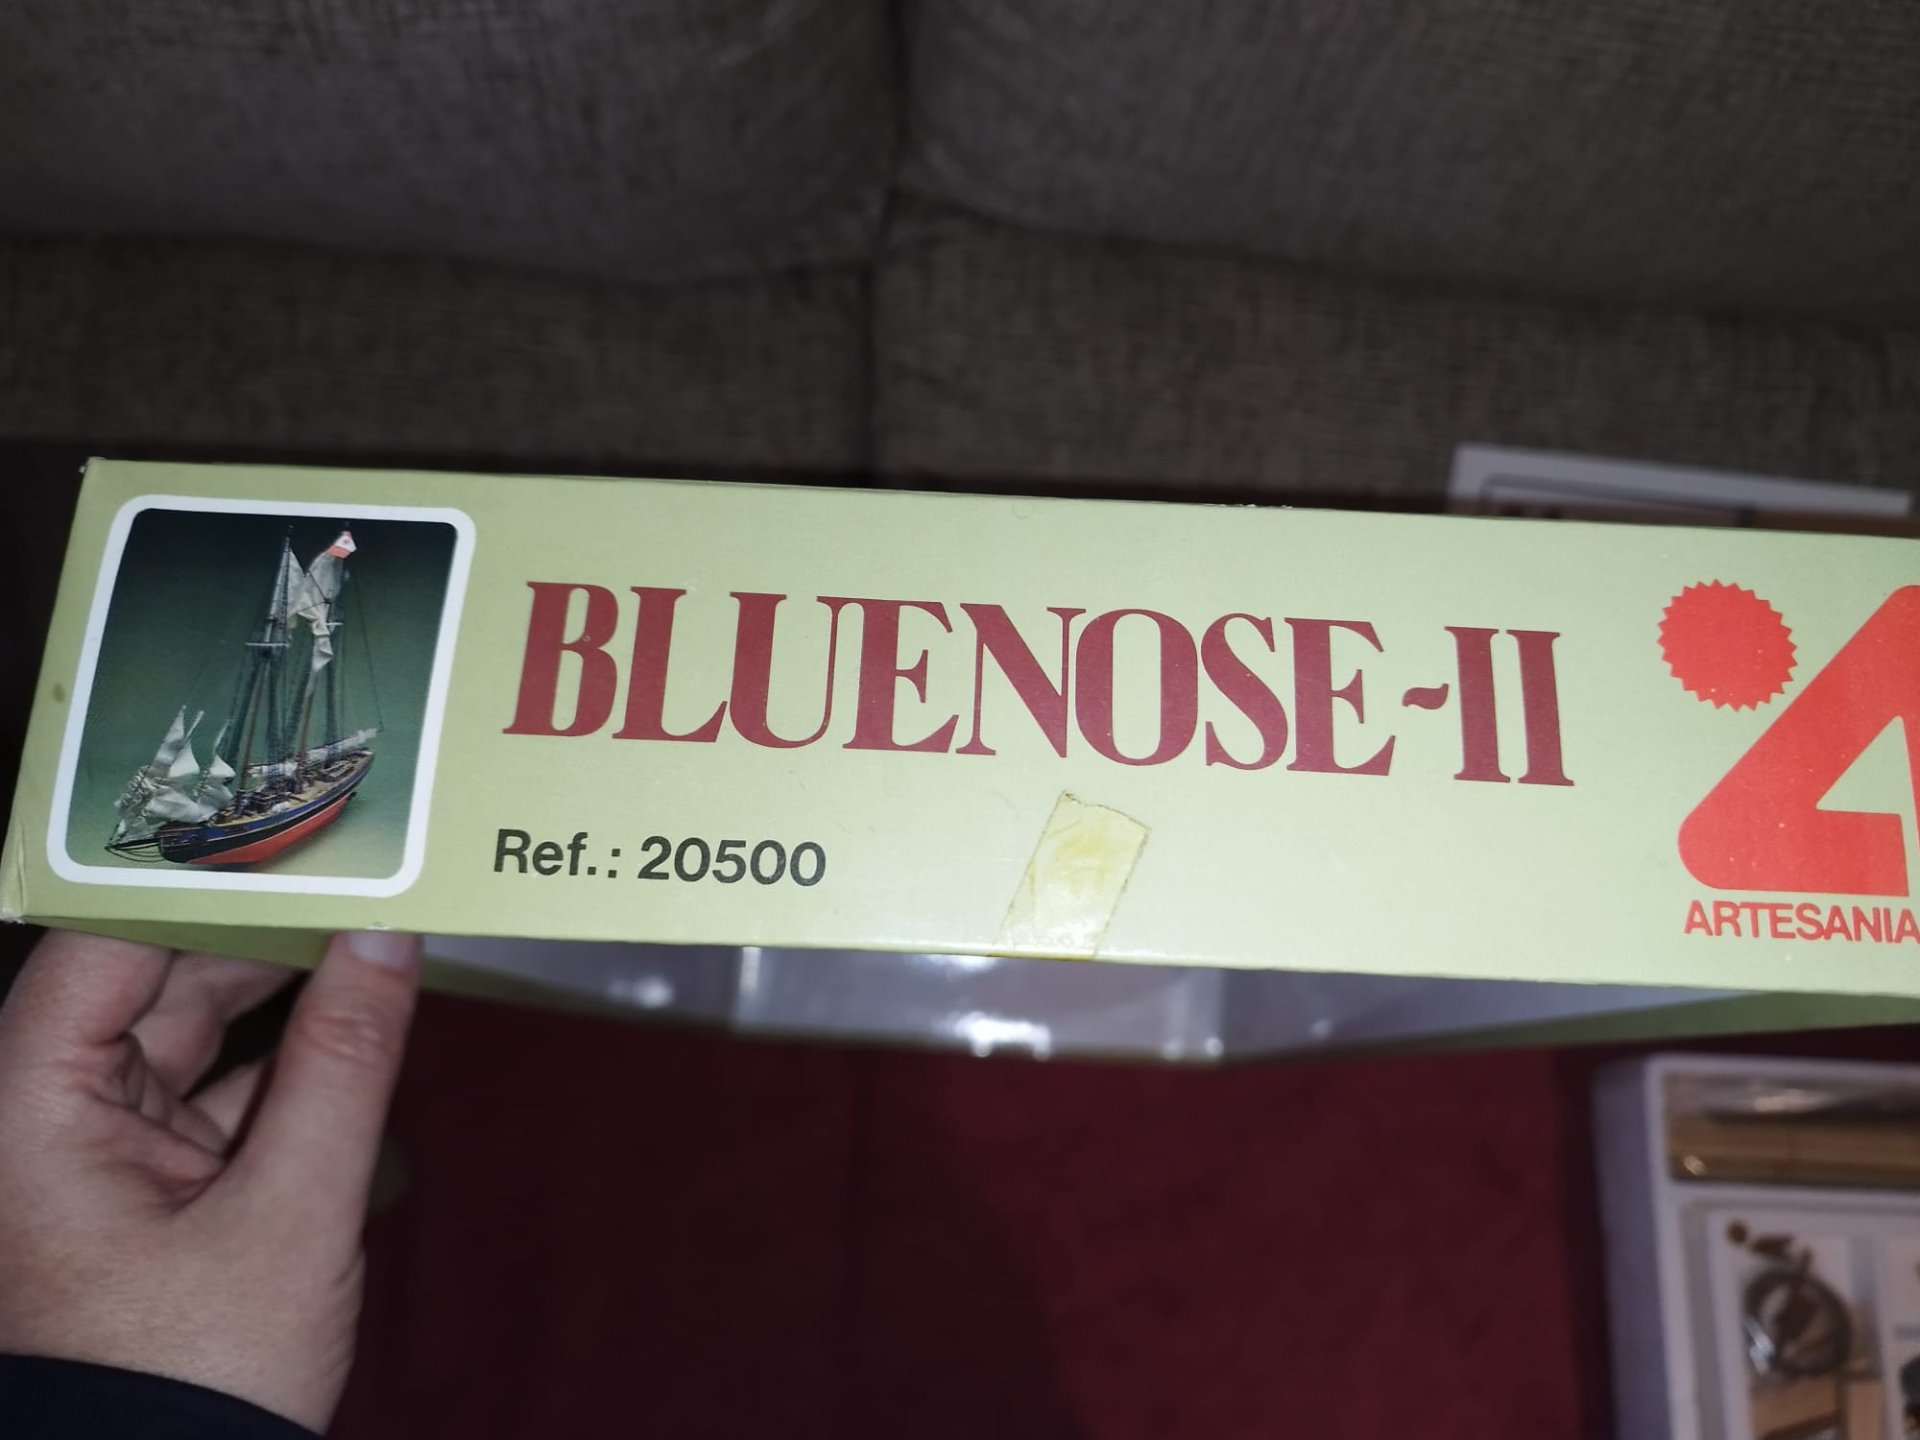 BLUENOSE-II
Ref.: 20500
ARTESANIA